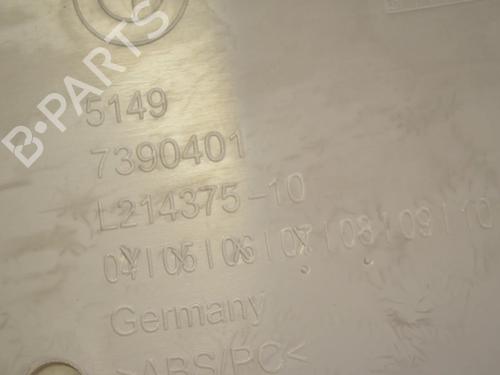 B-PARTS
5149
7390401
L214375-10
04 | 05 | 06 | 07 | 08 | 09 | 10
Germany
>ABS/PC<